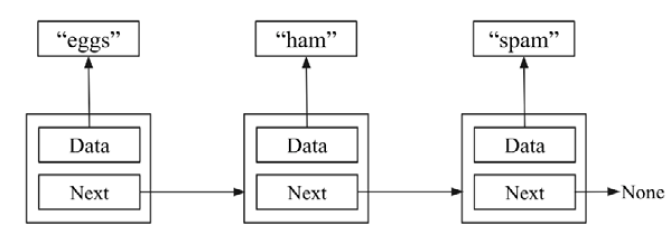 “eggs” “ham” “spam”
Data Data Data
Next Next Next None